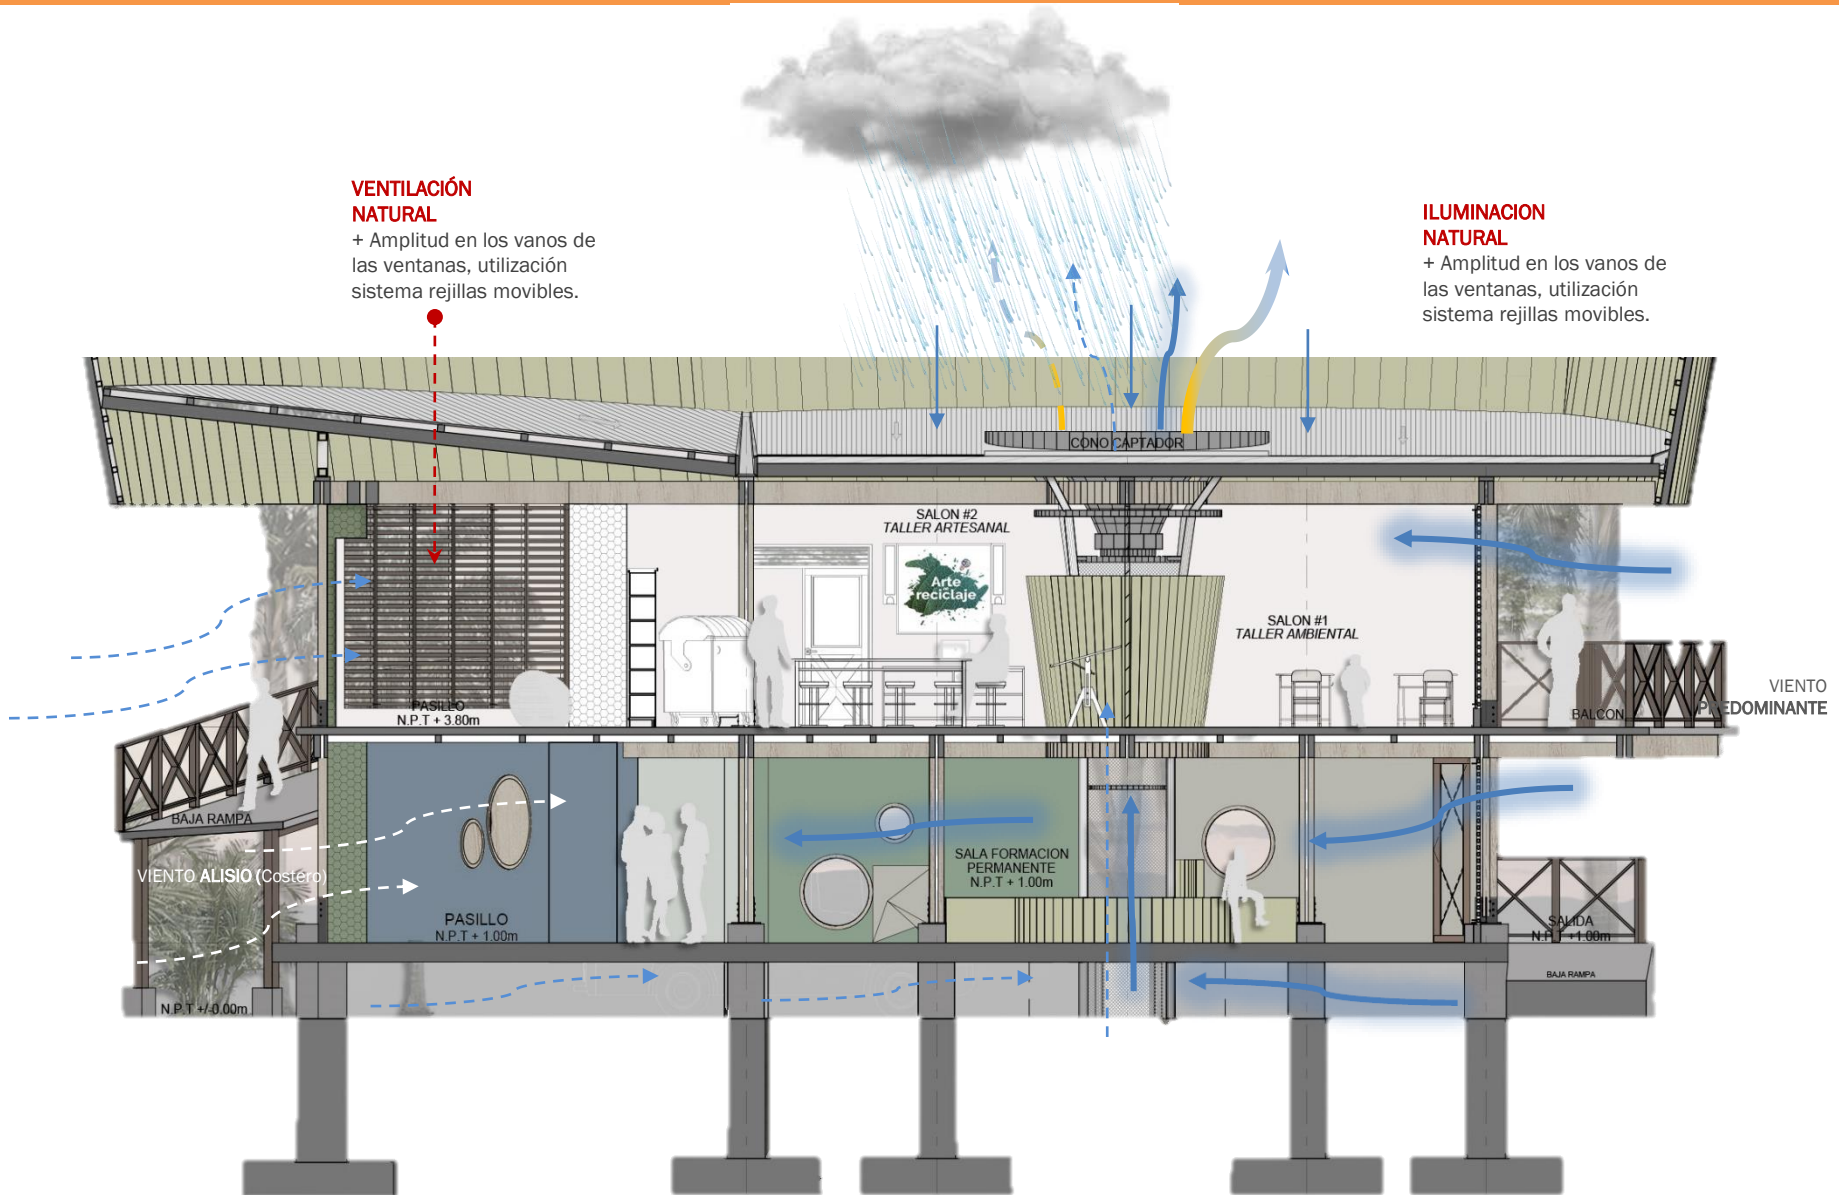 VENTILACIÓN
NATURAL
+ Amplitud en los vanos de
las ventanas, utilización
sistema rejillas movibles.
ILUMINACION
NATURAL
+ Amplitud en los vanos de
las ventanas, utilización
sistema rejillas movibles.
CONO CAPTADOR
SALON #2
TALLER ARTESANAL
Arte
reciclaje
SALON #1
TALLER AMBIENTAL
PASILLO
N.P.T + 3.80m
BALCON
VIENTO
PREDOMINANTE
BAJA RAMPA
VIENTO ALISIO (Costero)
PASILLO
N.P.T + 1.00m
SALA FORMACION
PERMANENTE
N.P.T + 1.00m
SALIDA
N.P.T +1.00m
BAJA RAMPA
N.P.T +/-0.00m